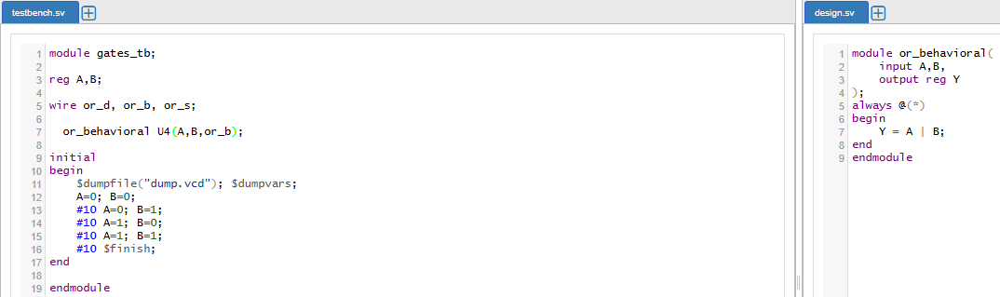 testbench.sv
1 module gates_tb;
2
3 reg A,B;
4
5 wire or_d, or_b, or_s;
6
7   or_behavioral U4(A,B,or_b);
8
9 initial
10 begin
11     $dumpfile("dump.vcd"); $dumpvars;
12     A=0; B=0;
13     #10 A=0; B=1;
14     #10 A=1; B=0;
15     #10 A=1; B=1;
16     #10 $finish;
17 end
18
19 endmodule
design.sv
1 module or_behavioral(
2     input A,B,
3     output reg Y
4 );
5 always @(*)
6 begin
7     Y = A | B;
8 end
9 endmodule